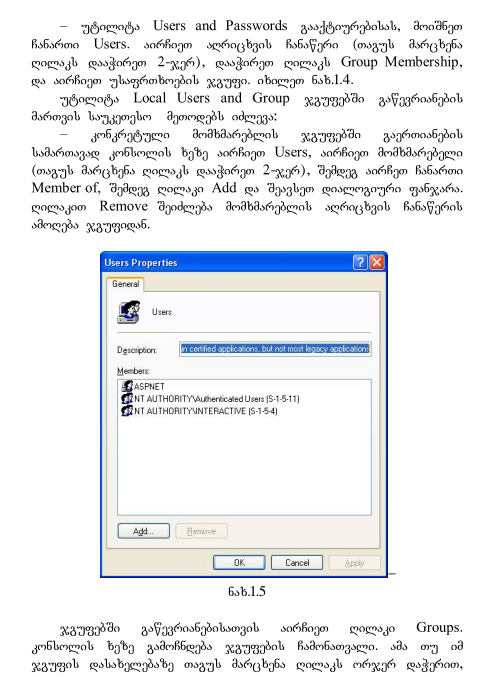 – უტილიტა Users and Passwords გააქტიურებისას, მოიშნეთ
ჩანართი Users. აირჩიეთ აღრიცხვის ჩანაწერი (თაგუს მარცხენა
ღილაკს დააჭირეთ 2-ჯერ), დააჭირეთ ღილაკს Group Membership,
და აირჩიეთ უსაფრთხოების ჯგუფი. იხილეთ ნახ.1.4.
უტილიტა Local Users and Group ჯგუფებში გაწევრიანების
მართვის საუკეტესო მეთოდებს იძლევა:
– კონკრეტული მომხმარებლის ჯგუფებში გაერთიანების
სამართავად კონსოლის ხეზე აირჩიეთ Users, აირჩიეთ მომხმარებელი
(თაგუს მარცხენა ღილაკს დააჭირეთ 2-ჯერ), შემდეგ აირჩეთ ჩანართი
Member of, შემდეგ ღილაკი Add და შეავსეთ დიალოგიური ფანჯარა.
ღილაკით Remove შეიძლება მომხმარებლის აღრიცხვის ჩანაწერის
ამოღება ჯგუფიდან.
Users Properties
General
Users
Description: in certified applications, but not most legacy applications
Members:
ASPNET
NT AUTHORITY\Authenticated Users (S-1-5-11)
NT AUTHORITY\INTERACTIVE (S-1-5-4)
Add... Remove
OK Cancel Apply
ნახ.1.5
ჯგუფებში გაწევრიანებისათვის აირჩიეთ ღილაკი Groups.
კონსოლის ხეზე გამოჩნდება ჯგუფების ჩამონათვალი. ამა თუ იმ
ჯგუფის დასახელებაზე თაგუს მარცხენა ღილაკს ორჯერ დაჭერით,